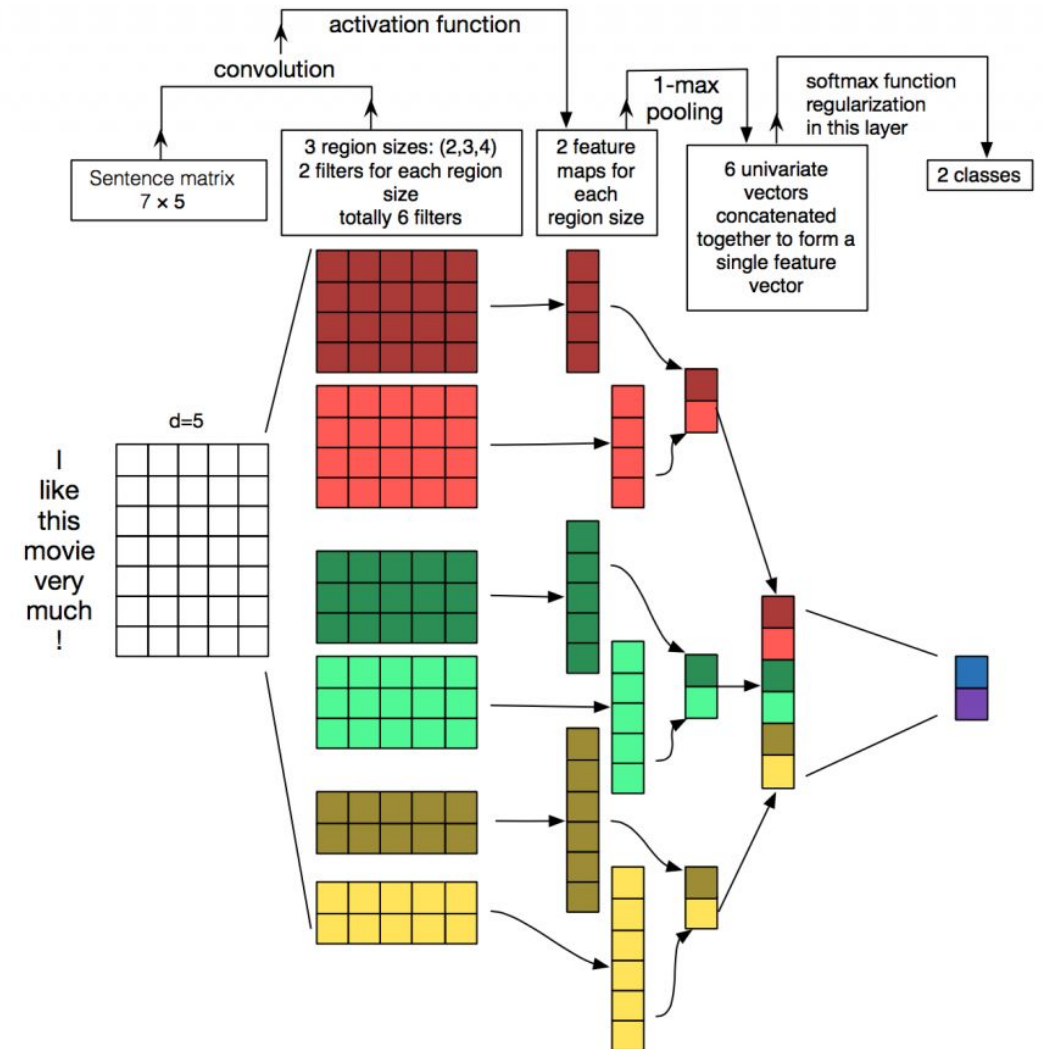 activation function
convolution
1-max
pooling
softmax function
regularization
in this layer
Sentence matrix
7 × 5
3 region sizes: (2,3,4)
2 filters for each region
size
totally 6 filters
2 feature
maps for
each
region size
6 univariate
vectors
concatenated
together to form a
single feature
vector
2 classes
d=5
I
like
this
movie
very
much
!